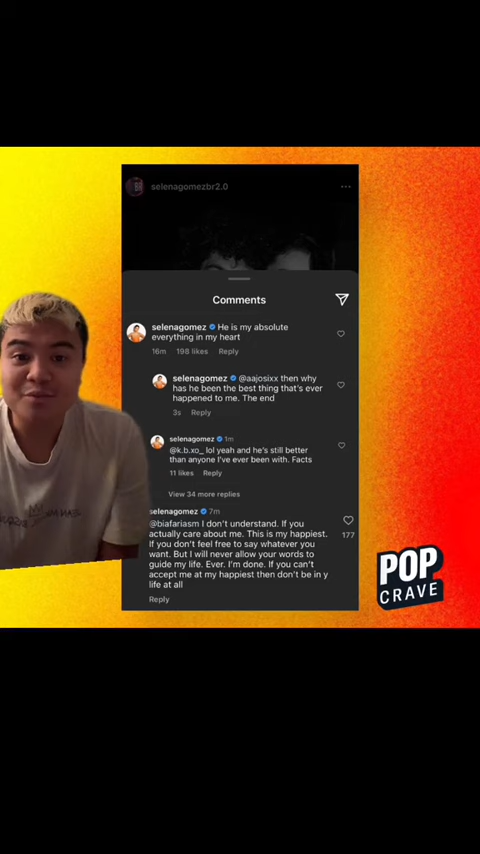 selenagomezbr2.0
Comments
selenagomez He is my absolute
everything in my heart
16m 198 likes Reply
selenagomez @aajosixx then why
has he been the best thing that's ever
happened to me. The end
3s Reply
selenagomez 1m
@k.b.xo_ lol yeah and he's still better
than anyone I've ever been with. Facts
11 likes Reply
View 34 more replies
selenagomez 7m
@biafariasm I don't understand. If you
actually care about me. This is my happiest.
If you don't feel free to say whatever you
want. But I will never allow your words to
guide my life. Ever. I'm done. If you can't
accept me at my happiest then don't be in y
life at all
177
Reply
POP
CRAVE